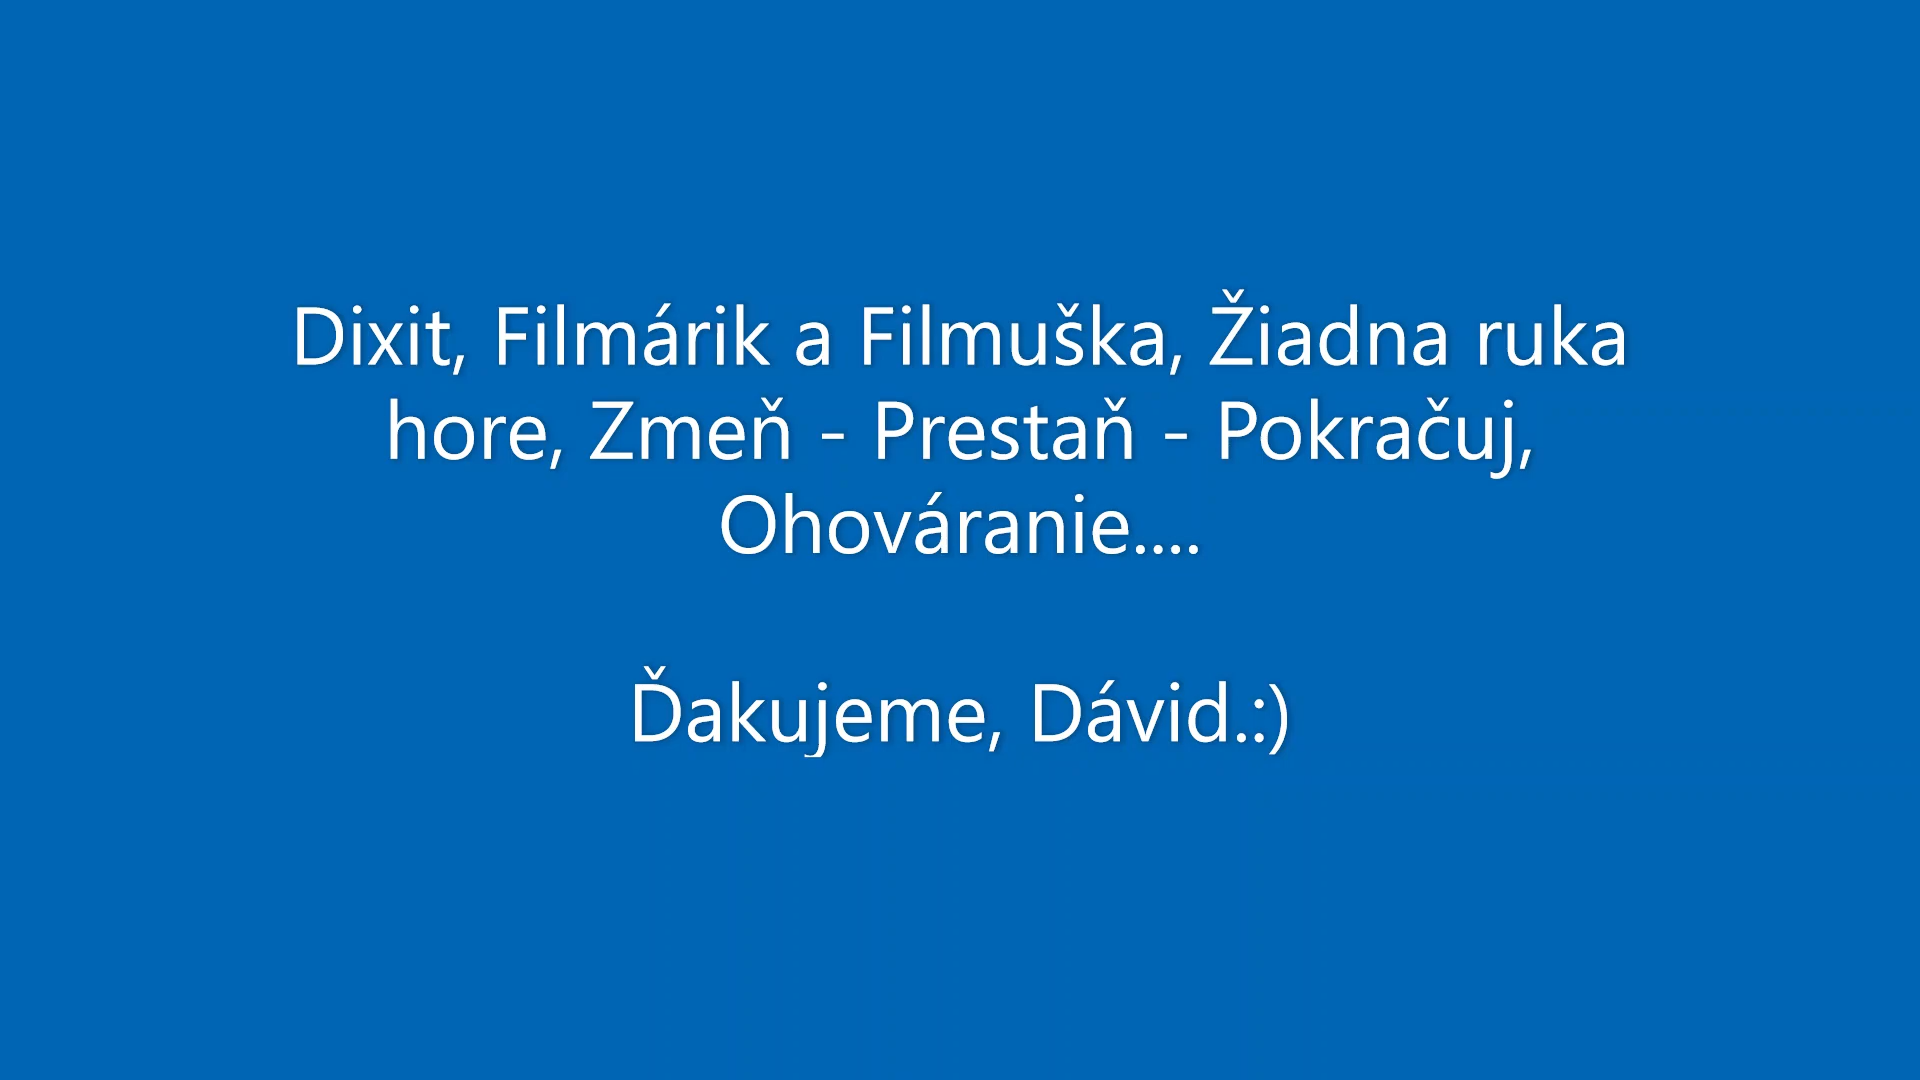 Dixit, Filmárik a Filmuška, Žiadna ruka
hore, Zmeň - Prestaň - Pokračuj,
Ohováranie....
Ďakujeme, Dávid.:)